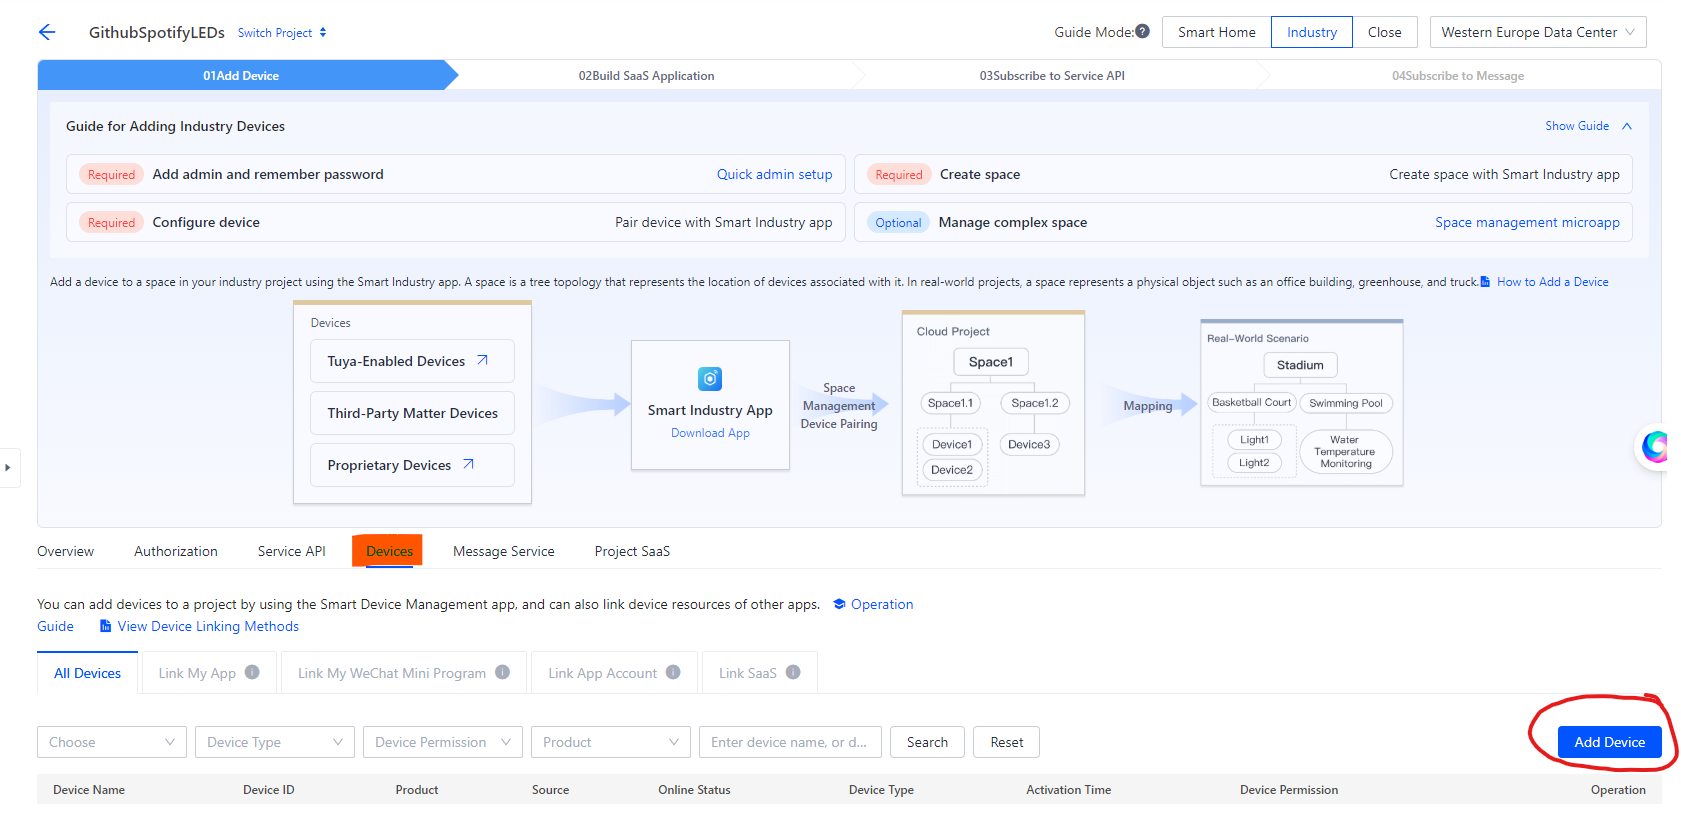 GithubSpotifyLEDs Switch Project Guide Mode: ? Smart Home Industry Close Western Europe Data Center
01Add Device 02Build SaaS Application 03Subscribe to Service API 04Subscribe to Message
Guide for Adding Industry Devices Show Guide
Required Add admin and remember password Quick admin setup
Required Create space Create space with Smart Industry app
Required Configure device Pair device with Smart Industry app
Optional Manage complex space Space management microapp
Add a device to a space in your industry project using the Smart Industry app. A space is a tree topology that represents the location of devices associated with it. In real-world projects, a space represents a physical object such as an office building, greenhouse, and truck. How to Add a Device
Devices
Tuya-Enabled Devices
Third-Party Matter Devices
Proprietary Devices
Smart Industry App
Download App
Space
Management
Device Pairing
Cloud Project
Space1
Space1.1 Space1.2
Device1 Device3
Device2
Mapping
Real-World Scenario
Stadium
Basketball Court Swimming Pool
Light1
Light2
Water
Temperature
Monitoring
Overview Authorization Service API Devices Message Service Project SaaS
You can add devices to a project by using the Smart Device Management app, and can also link device resources of other apps. Operation
Guide View Device Linking Methods
All Devices Link My App i Link My WeChat Mini Program i Link App Account i Link SaaS i
Choose Device Type Device Permission Product Enter device name, or d... Search Reset Add Device
Device Name Device ID Product Source Online Status Device Type Activation Time Device Permission Operation